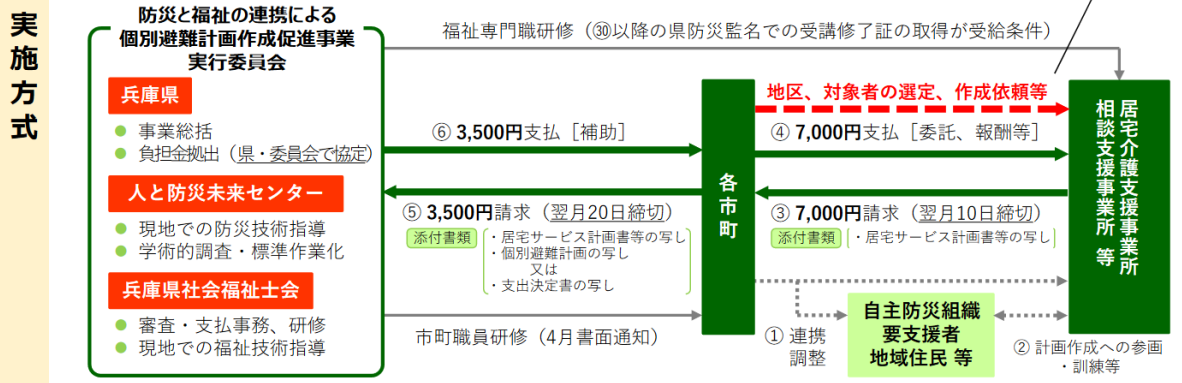 実施方式
防災と福祉の連携による
個別避難計画作成促進事業
実行委員会
兵庫県
● 事業総括
● 負担金拠出（県・委員会で協定）
人と防災未来センター
● 現地での防災技術指導
● 学術的調査・標準作業化
兵庫県社会福祉士会
● 審査・支払事務、研修
● 現地での福祉技術指導
福祉専門職研修（㉚以降の県防災監名での受講修了証の取得が受給条件）
⑥ 3,500円支払［補助］
⑤ 3,500円請求（翌月20日締切）
添付書類
・居宅サービス計画書等の写し
・個別避難計画の写し
又は
・支出決定書の写し
市町職員研修（4月書面通知）
各市町
地区、対象者の選定、作成依頼等
④ 7,000円支払［委託、報酬等］
③ 7,000円請求（翌月10日締切）
添付書類
・居宅サービス計画書等の写し
① 連携
調整
自主防災組織
要支援者
地域住民 等
② 計画作成への参画
・訓練等
居宅介護支援事業所
相談支援事業所 等